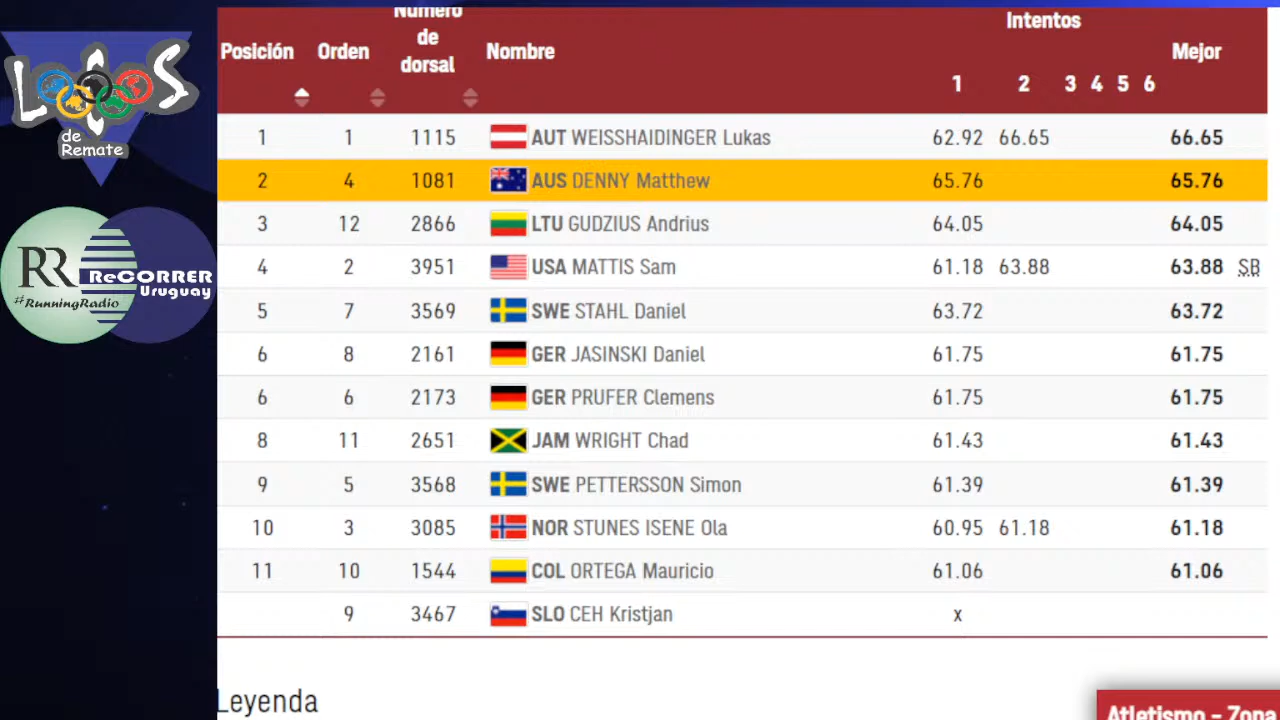 LoboS
de
Remate
RR
#RunningRadio
ReCORRER
Uruguay
Posición Orden Número de dorsal Nombre Intentos Mejor
1 2 3 4 5 6
1 1 1115 AUT WEISSHAIDINGER Lukas 62.92 66.65 66.65
2 4 1081 AUS DENNY Matthew 65.76 65.76
3 12 2866 LTU GUDZIUS Andrius 64.05 64.05
4 2 3951 USA MATTIS Sam 61.18 63.88 63.88 SB
5 7 3569 SWE STAHL Daniel 63.72 63.72
6 8 2161 GER JASINSKI Daniel 61.75 61.75
6 6 2173 GER PRUFER Clemens 61.75 61.75
8 11 2651 JAM WRIGHT Chad 61.43 61.43
9 5 3568 SWE PETTERSSON Simon 61.39 61.39
10 3 3085 NOR STUNES ISENE Ola 60.95 61.18 61.18
11 10 1544 COL ORTEGA Mauricio 61.06 61.06
9 3467 SLO CEH Kristjan x
Leyenda
Atletismo - Zona